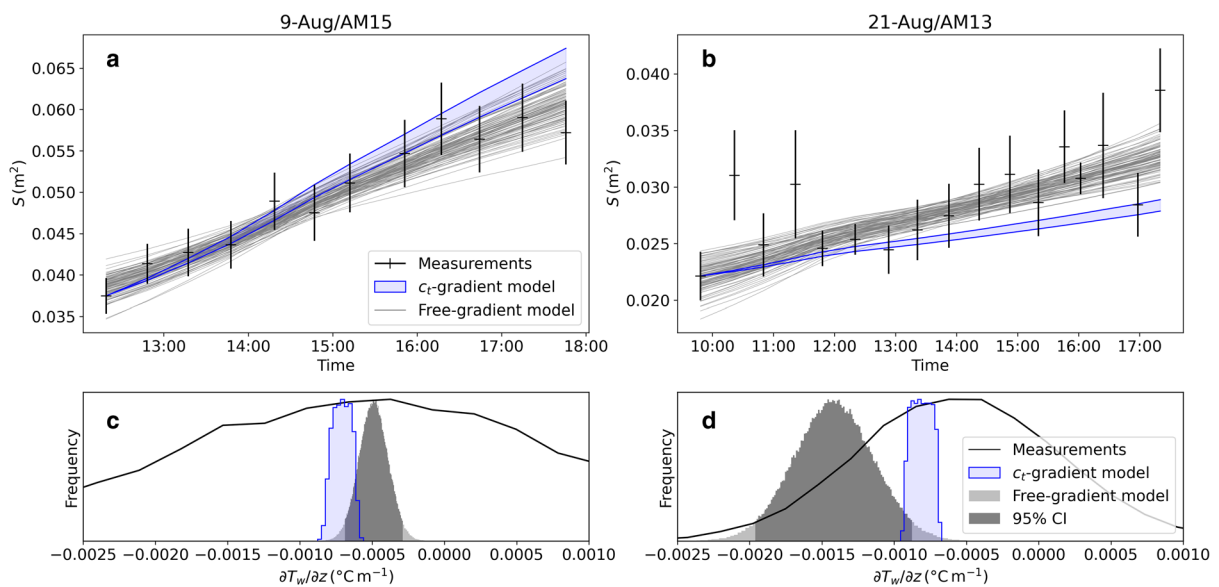 9-Aug/AM15
21-Aug/AM13
a
b
S (m²)
0.065
0.060
0.055
0.050
0.045
0.040
0.035
Measurements
cₜ-gradient model
Free-gradient model
13:00 14:00 15:00 16:00 17:00 18:00
Time
S (m²)
0.040
0.035
0.030
0.025
0.020
10:00 11:00 12:00 13:00 14:00 15:00 16:00 17:00
Time
c
Frequency
−0.0025 −0.0020 −0.0015 −0.0010 −0.0005 0.0000 0.0005 0.0010
∂T_w/∂z (°C m⁻¹)
d
Frequency
Measurements
cₜ-gradient model
Free-gradient model
95% CI
−0.0025 −0.0020 −0.0015 −0.0010 −0.0005 0.0000 0.0005 0.0010
∂T_w/∂z (°C m⁻¹)